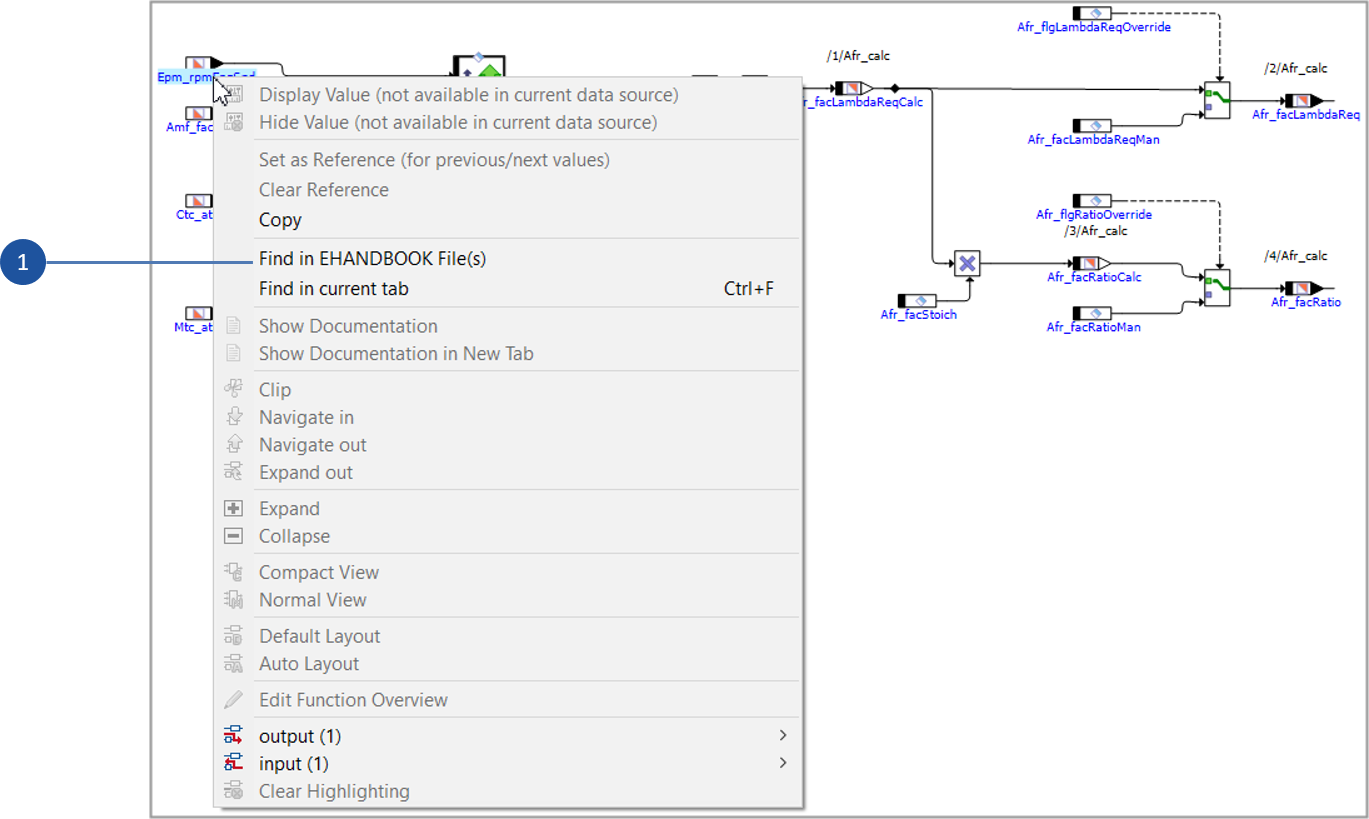 Afr_flgLambdaReqOverride
/1/Afr_calc
/2/Afr_calc
Amf_fac
r_facLambdaReqCalc
Afr_facLambdaReq
Afr_facLambdaReqMan
Ctc_at
Afr_flgRatioOverride
/3/Afr_calc
/4/Afr_calc
Afr_facRatioCalc
Afr_facRatio
Afr_facStoich
Mtc_at
Afr_facRatioMan
1
Display Value (not available in current data source)
Hide Value (not available in current data source)
Set as Reference (for previous/next values)
Clear Reference
Copy
Find in EHANDBOOK File(s)
Find in current tab Ctrl+F
Show Documentation
Show Documentation in New Tab
Clip
Navigate in
Navigate out
Expand out
Expand
Collapse
Compact View
Normal View
Default Layout
Auto Layout
Edit Function Overview
output (1)
input (1)
Clear Highlighting